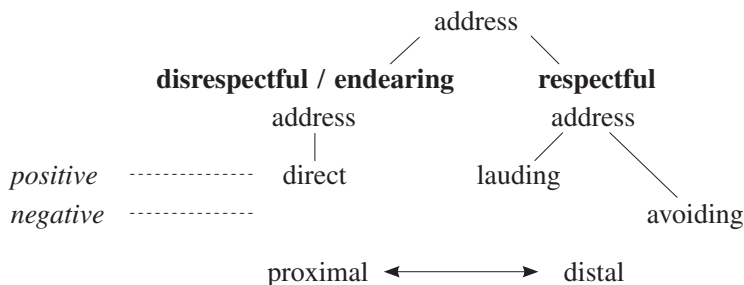 address
disrespectful / endearing respectful
address address
positive direct lauding
negative avoiding
proximal distal